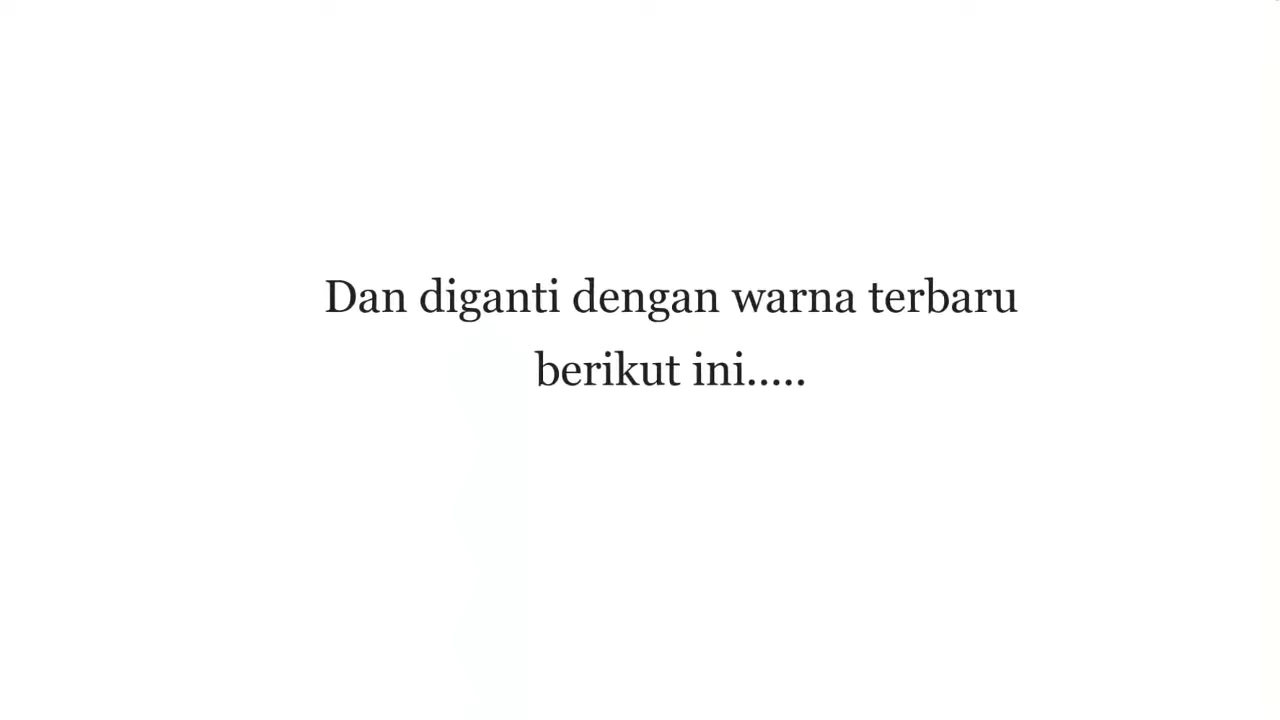 Dan diganti dengan warna terbaru
berikut ini.....